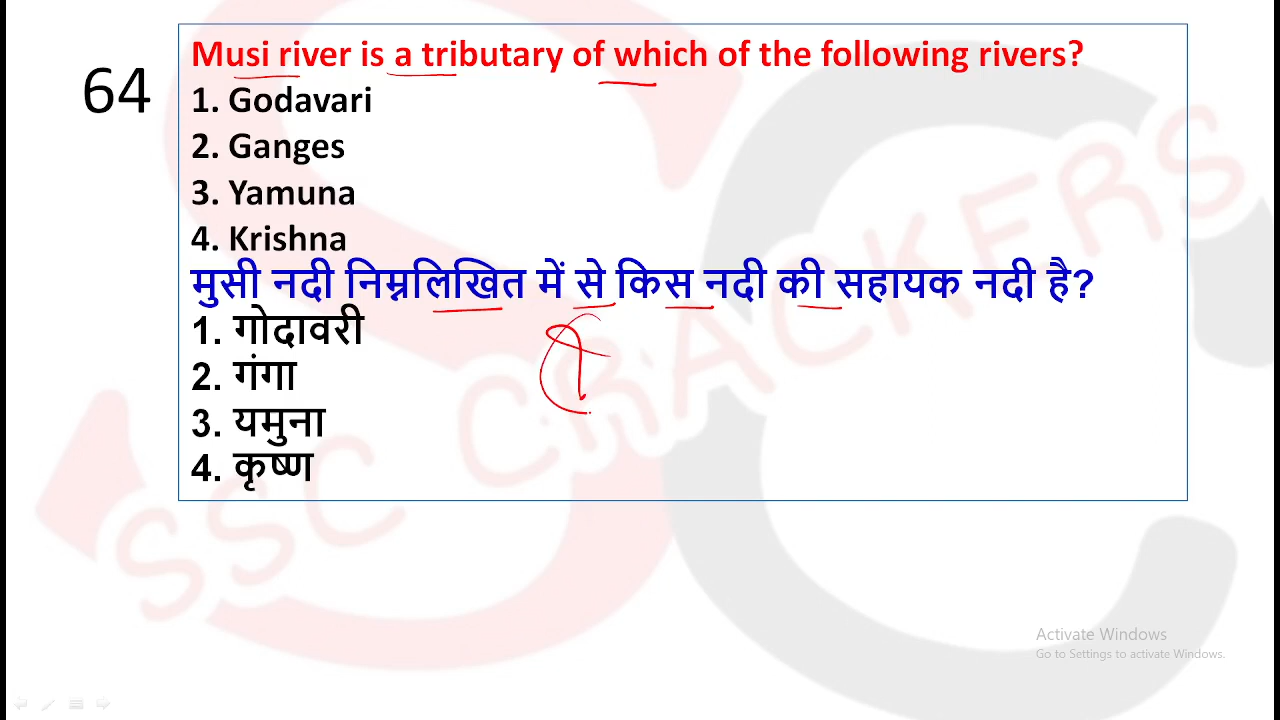 64
Musi river is a tributary of which of the following rivers?
1. Godavari
2. Ganges
3. Yamuna
4. Krishna
मुसी नदी निम्नलिखित में से किस नदी की सहायक नदी है?
1. गोदावरी
2. गंगा
3. यमुना
4. कृष्ण
SSC CRACKERS
Activate Windows
Go to Settings to activate Windows.